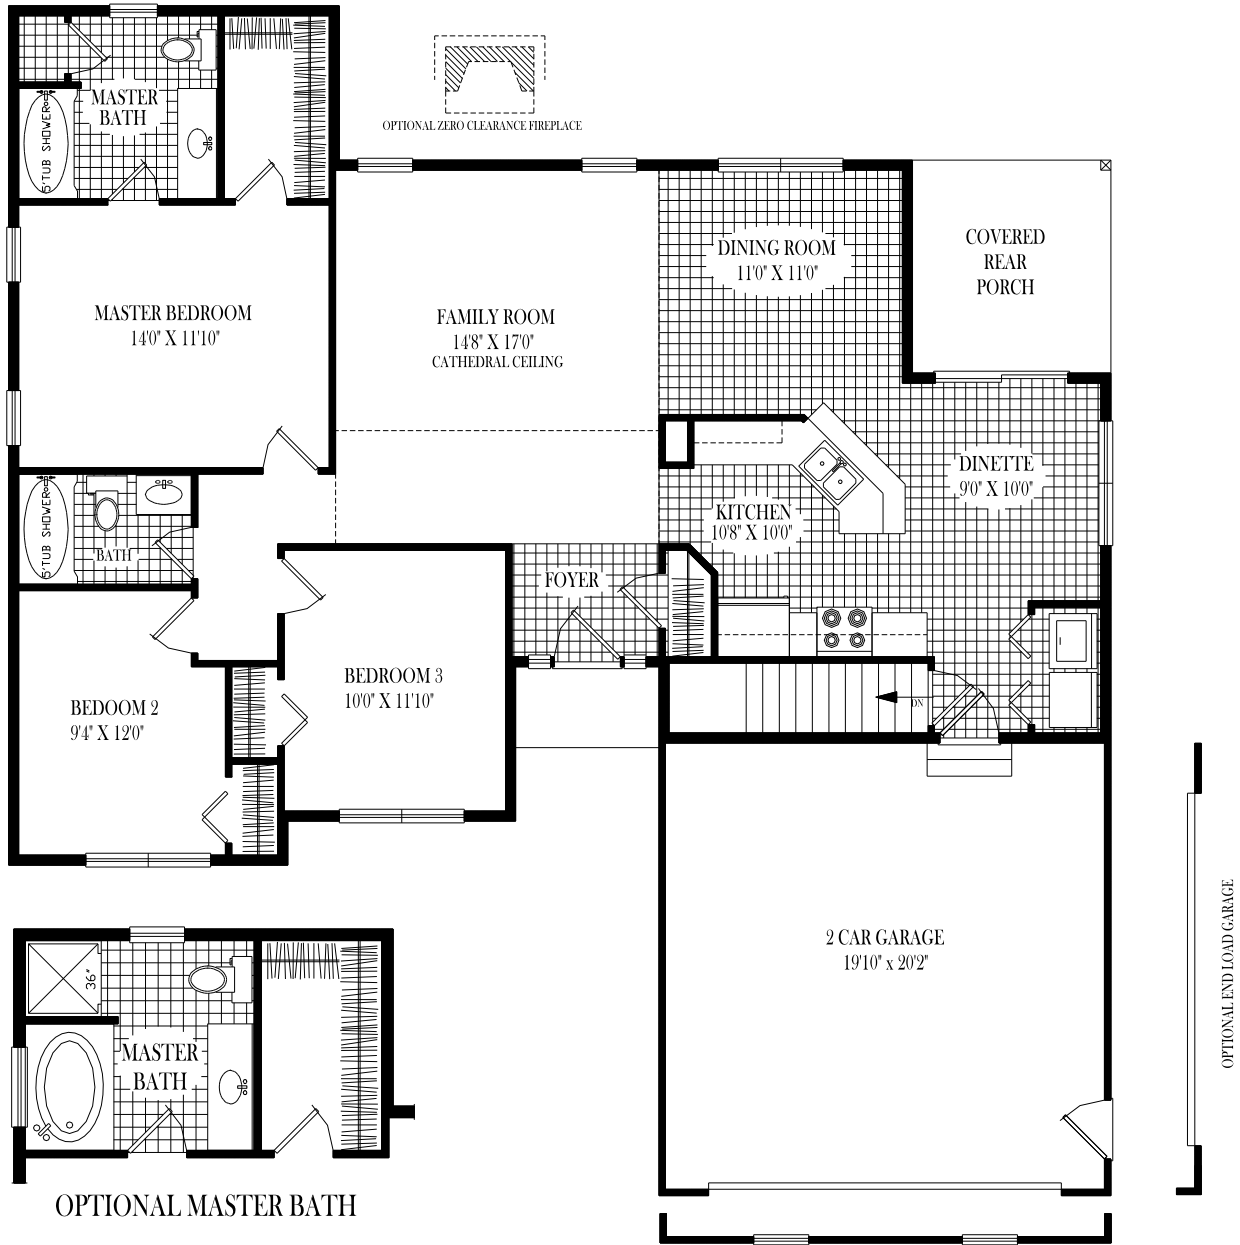 MASTER
BATH
5'TUB SHOWER
OPTIONAL ZERO CLEARANCE FIREPLACE
DINING ROOM
11'0" X 11'0"
COVERED
REAR
PORCH
MASTER BEDROOM
14'0" X 11'10"
FAMILY ROOM
14'8" X 17'0"
CATHEDRAL CEILING
DINETTE
9'0" X 10'0"
KITCHEN
10'8" X 10'0"
5'TUB SHOWER
BATH
FOYER
BEDROOM 3
10'0" X 11'10"
BEDOOM 2
9'4" X 12'0"
DN
2 CAR GARAGE
19'10" x 20'2"
OPTIONAL END LOAD GARAGE
36"
MASTER
BATH
OPTIONAL MASTER BATH